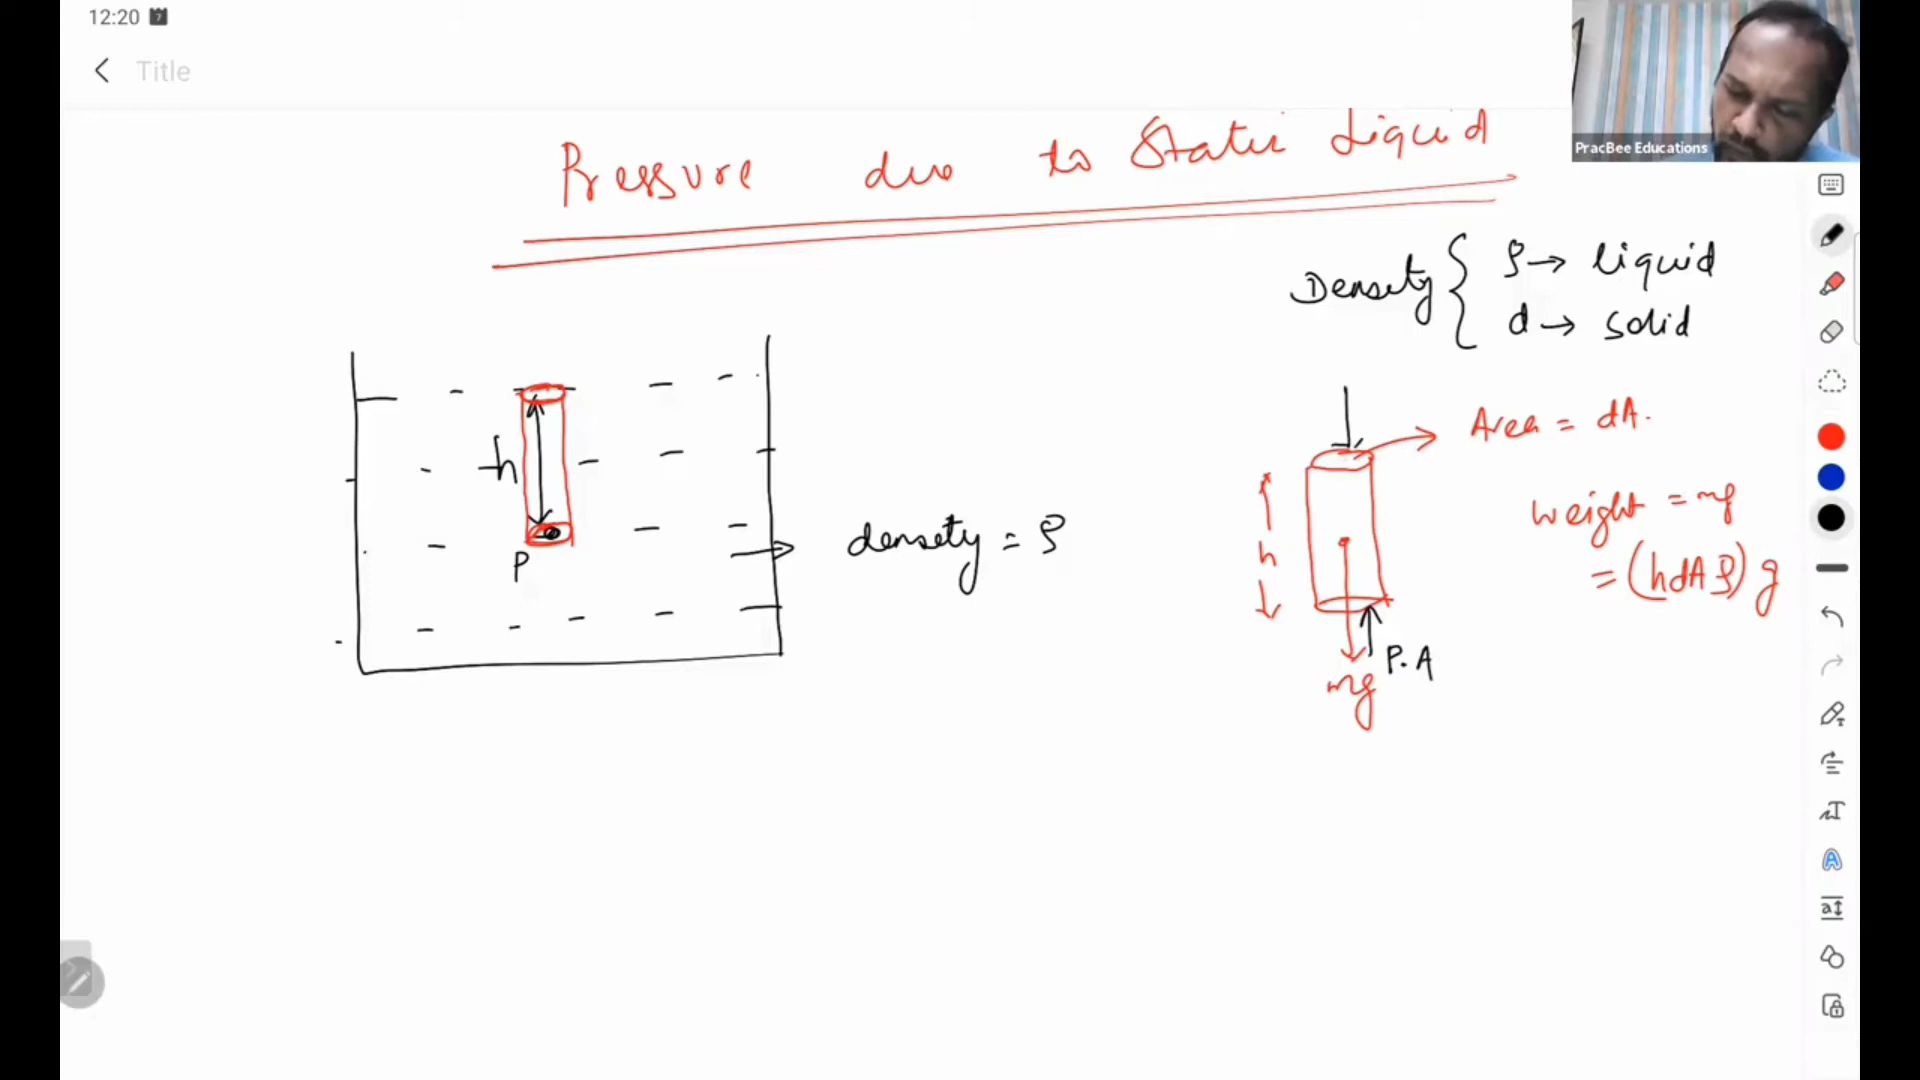 12:20 7
Title
PracBee Educations
Pressure due to Static Liquid
Density { ρ → liquid
d → solid
h
P
density = ρ
Area = dA.
h
weight = mg
= (hdAρ) g
P.A
mg